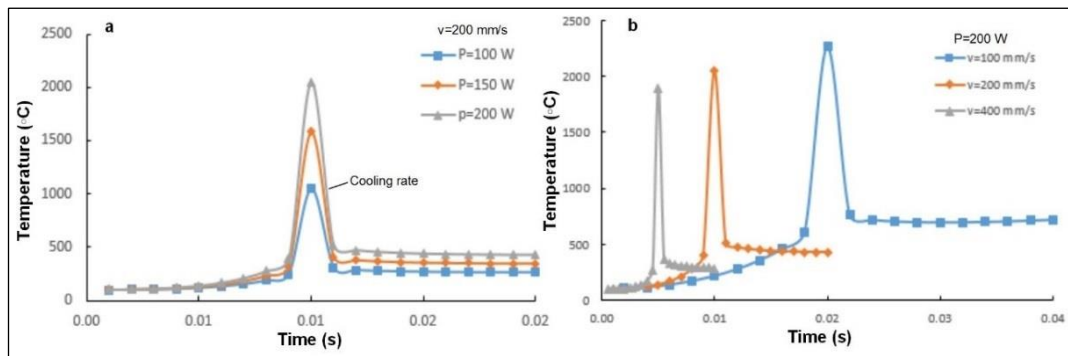 a
v=200 mm/s
P=100 W
P=150 W
p=200 W
Cooling rate
2500
2000
1500
1000
500
0
Temperature (◦C)
0.00
0.01
0.01
0.02
0.02
Time (s)
b
P=200 W
v=100 mm/s
v=200 mm/s
v=400 mm/s
2500
2000
1500
1000
500
0
Temperature (◦C)
0.00
0.01
0.02
0.03
0.04
Time (s)